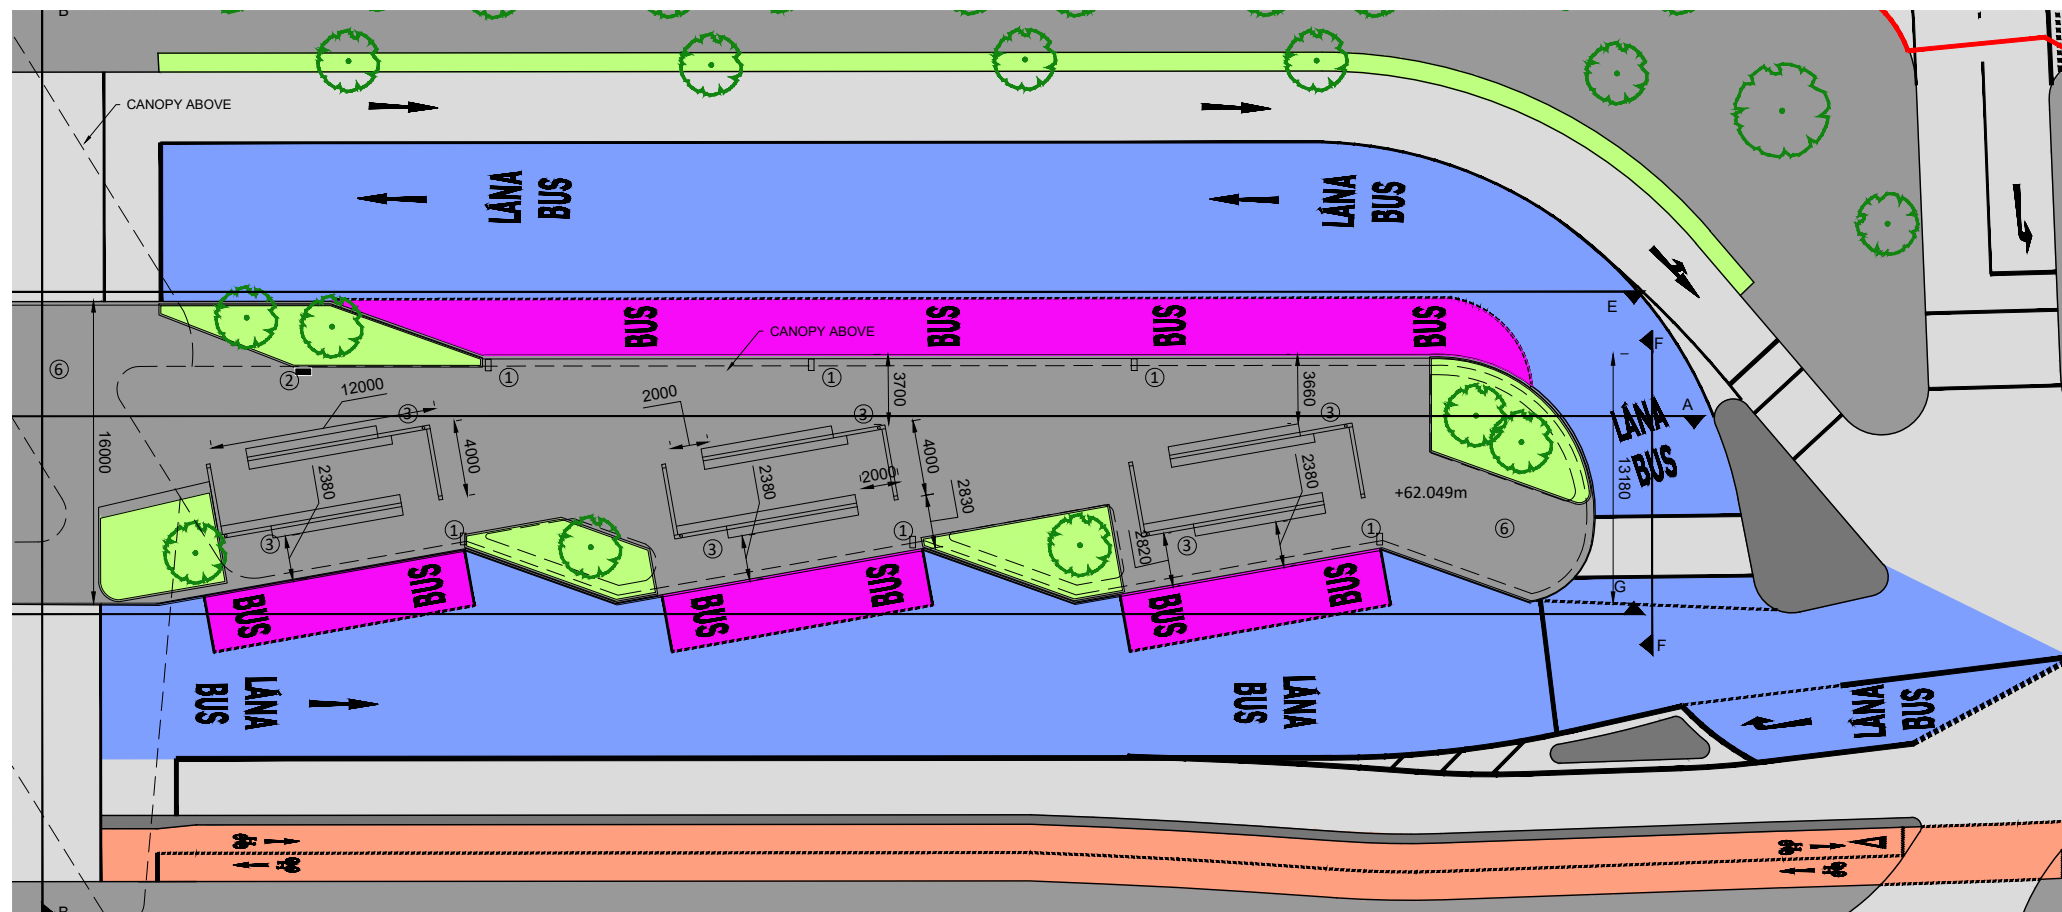 B
CANOPY ABOVE
LÁNA
BUS
LÁNA
BUS
E
F
BUS
BUS
BUS
BUS
CANOPY ABOVE
6
2
1
1
1
12000
2000
3700
3660
3
3
3
A
LÁNA
BUS
16000
4000
4000
2380
2380
2000
2830
2380
+62.049m
13180
6
1
1
1
3
3
3
2820
BUS
BUS
BUS
BUS
BUS
BUS
G
F
LÁNA
BUS
LÁNA
BUS
LÁNA
BUS
B